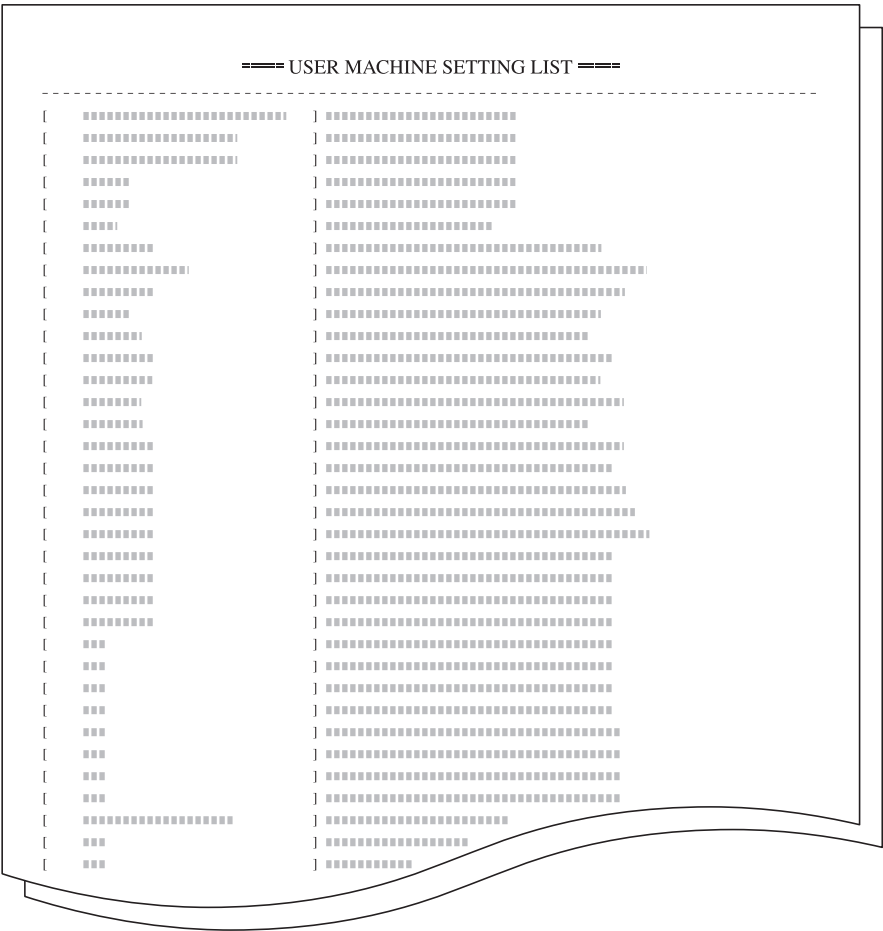 ==== USER MACHINE SETTING LIST ====